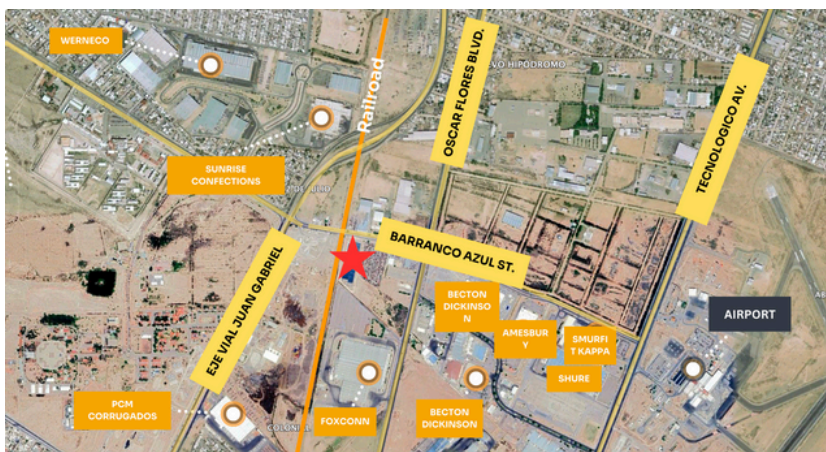 WERNECO
Railroad
OSCAR FLORES BLVD.
VO HIPODROMO
TECNOLOGICO AV.
SUNRISE
CONFECTIONS
BARRANCO AZUL ST.
EJE VIAL JUAN GABRIEL
BECTON
DICKINSO
N
AMESBUR
Y
SMURFI
T KAPPA
SHURE
AIRPORT
PCM
CORRUGADOS
FOXCONN
BECTON
DICKINSON